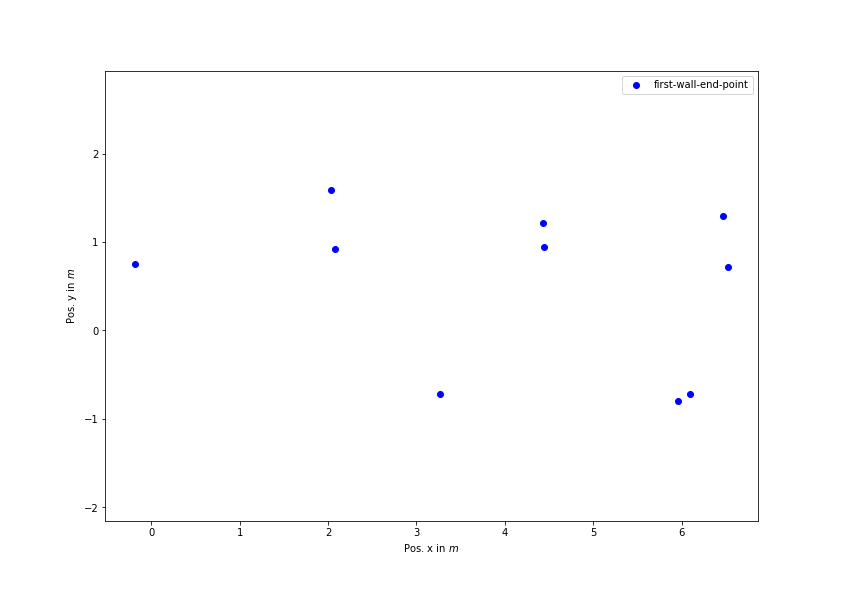 first-wall-end-point
2
1
0
−1
−2
Pos. y in m
0 1 2 3 4 5 6
Pos. x in m